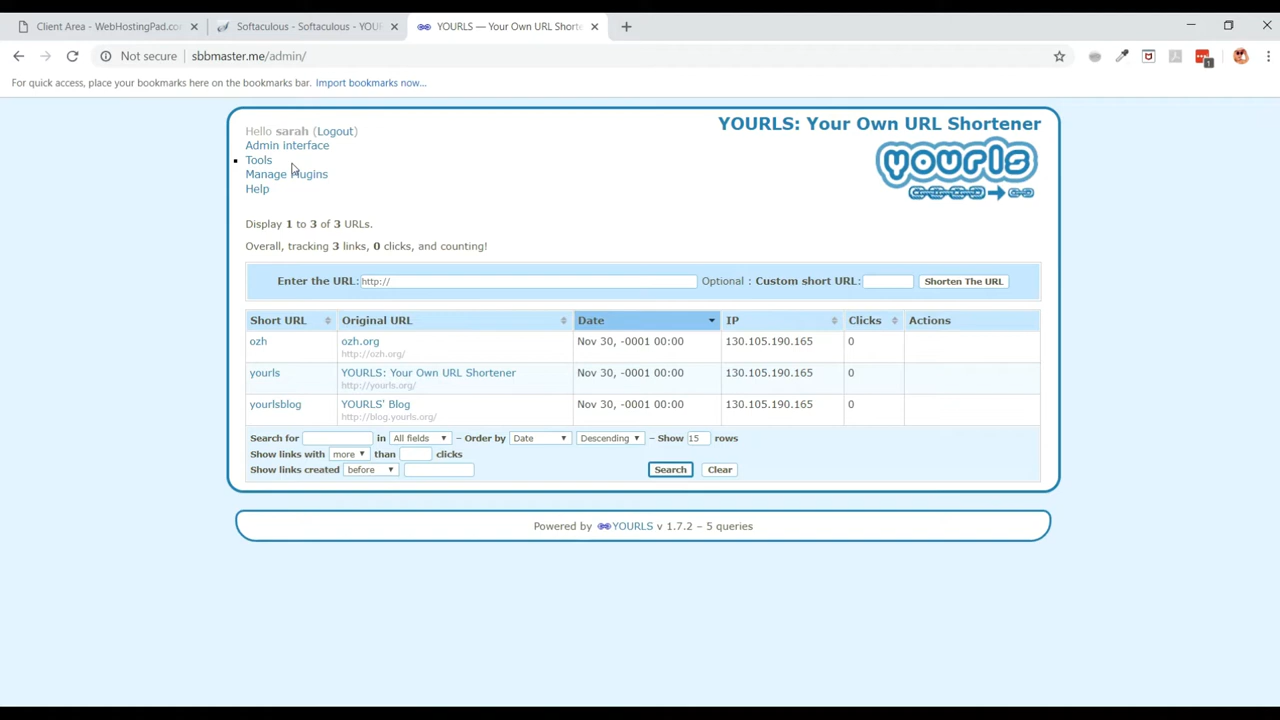 Client Area - WebHostingPad.co
Softaculous - Softaculous - YOUR
YOURLS — Your Own URL Shorte
Not secure
sbbmaster.me/admin/
1
For quick access, place your bookmarks here on the bookmarks bar. Import bookmarks now...
Hello sarah (Logout)
Admin interface
Tools
Manage Plugins
Help
YOURLS: Your Own URL Shortener
yourls
Display 1 to 3 of 3 URLs.
Overall, tracking 3 links, 0 clicks, and counting!
Enter the URL: http:// Optional : Custom short URL: Shorten The URL
Short URL Original URL Date IP Clicks Actions
ozh ozh.org Nov 30, -0001 00:00 130.105.190.165 0
http://ozh.org/
yourls YOURLS: Your Own URL Shortener Nov 30, -0001 00:00 130.105.190.165 0
http://yourls.org/
yourlsblog YOURLS' Blog Nov 30, -0001 00:00 130.105.190.165 0
http://blog.yourls.org/
Search for in All fields – Order by Date Descending – Show 15 rows
Show links with more than clicks
Show links created before Search Clear
Powered by YOURLS v 1.7.2 – 5 queries